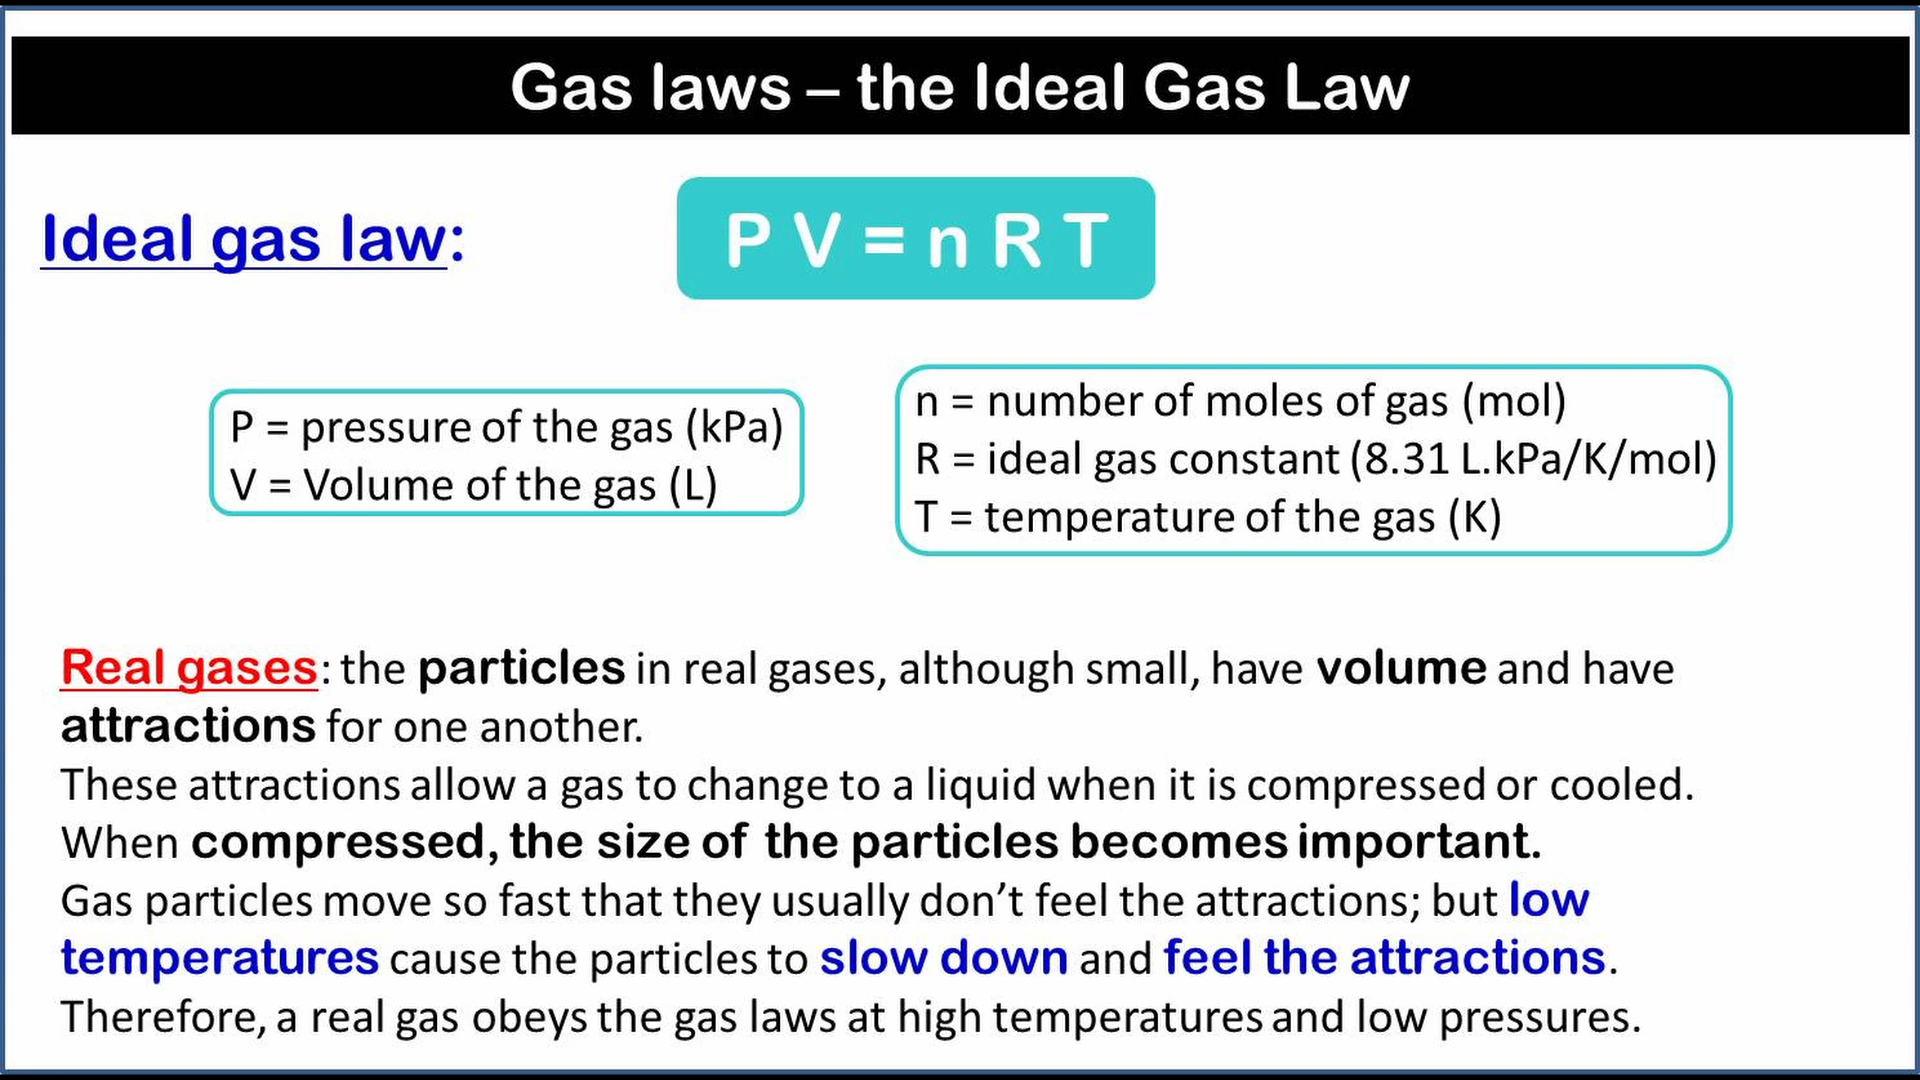 Gas laws – the Ideal Gas Law
Ideal gas law:
P V = n R T
P = pressure of the gas (kPa)
V = Volume of the gas (L)
n = number of moles of gas (mol)
R = ideal gas constant (8.31 L.kPa/K/mol)
T = temperature of the gas (K)
Real gases: the particles in real gases, although small, have volume and have
attractions for one another.
These attractions allow a gas to change to a liquid when it is compressed or cooled.
When compressed, the size of the particles becomes important.
Gas particles move so fast that they usually don’t feel the attractions; but low
temperatures cause the particles to slow down and feel the attractions.
Therefore, a real gas obeys the gas laws at high temperatures and low pressures.